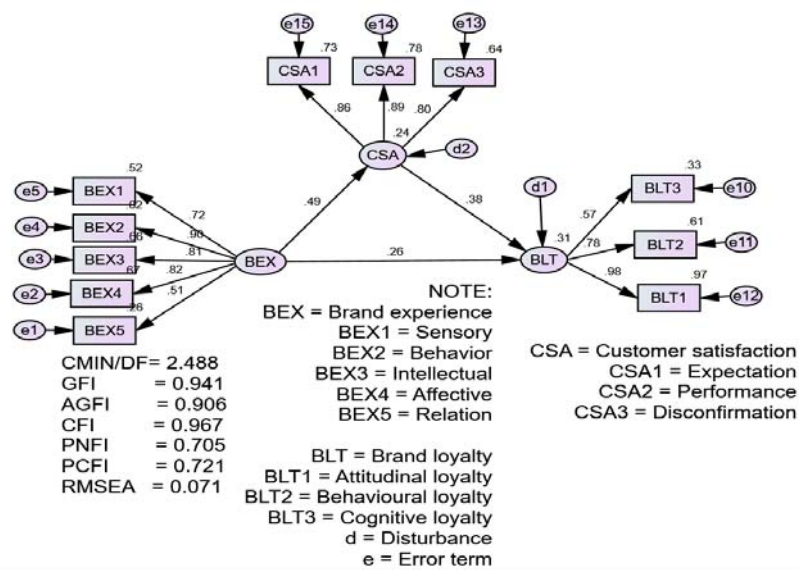 e15 e14 e13
.73 .78 .64
CSA1 CSA2 CSA3
.86 .89 .80
.24
CSA d2
.52
e5 BEX1
.82
e4 BEX2
.66
e3 BEX3
.67
e2 BEX4
.26
e1 BEX5
.72
.90
.81
.82
.51
BEX
.49
.38
.26
d1
.31
BLT
.57
.78
.98
.33
BLT3 e10
.61
BLT2 e11
.97
BLT1 e12
CMIN/DF= 2.488
GFI = 0.941
AGFI = 0.906
CFI = 0.967
PNFI = 0.705
PCFI = 0.721
RMSEA = 0.071
NOTE:
BEX = Brand experience
BEX1 = Sensory
BEX2 = Behavior
BEX3 = Intellectual
BEX4 = Affective
BEX5 = Relation
BLT = Brand loyalty
BLT1 = Attitudinal loyalty
BLT2 = Behavioural loyalty
BLT3 = Cognitive loyalty
d = Disturbance
e = Error term
CSA = Customer satisfaction
CSA1 = Expectation
CSA2 = Performance
CSA3 = Disconfirmation